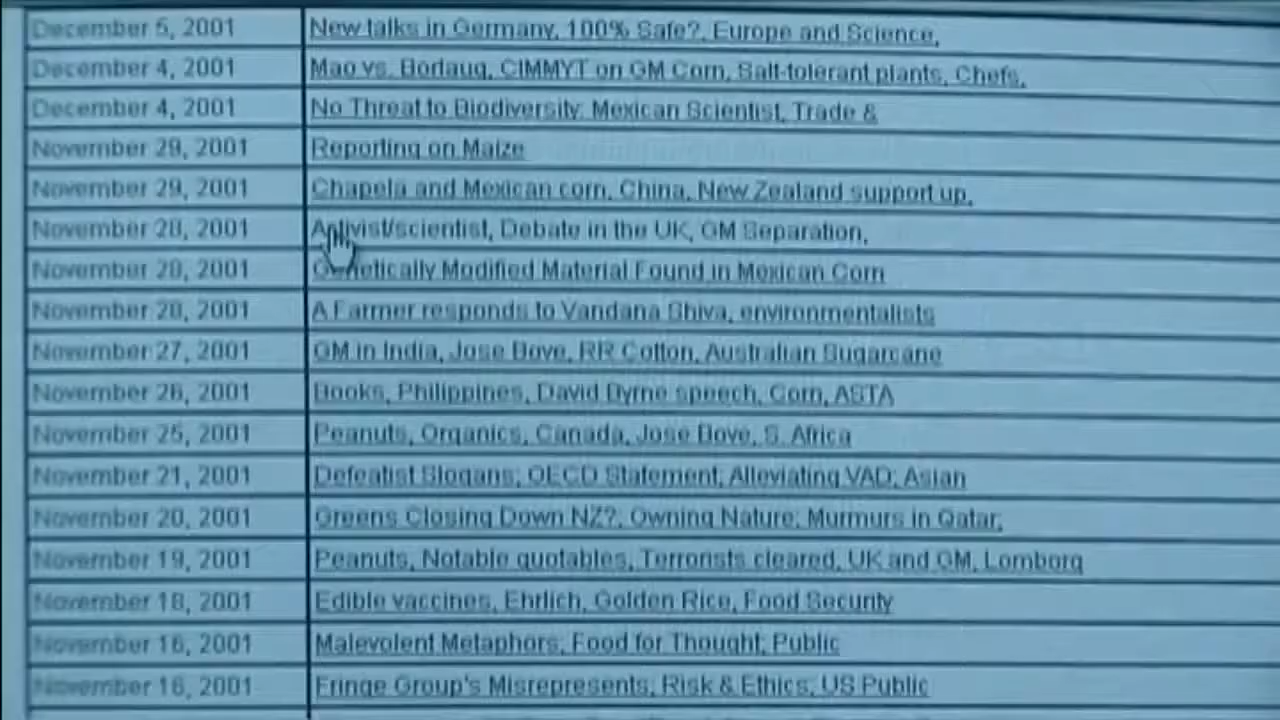 December 5, 2001 New talks in Germany, 100% Safe?, Europe and Science,
December 4, 2001 Mao vs. Borlaug, CIMMYT on GM Corn, Salt-tolerant plants, Chefs,
December 4, 2001 No Threat to Biodiversity: Mexican Scientist, Trade &
November 29, 2001 Reporting on Maize
November 29, 2001 Chapela and Mexican corn, China, New Zealand support up,
November 28, 2001 Activist/scientist, Debate in the UK, GM Separation,
November 28, 2001 Genetically Modified Material Found in Mexican Corn
November 28, 2001 A Farmer responds to Vandana Shiva, environmentalists
November 27, 2001 GM in India, Jose Bove, RR Cotton, Australian Sugarcane
November 26, 2001 Books, Philippines, David Byrne speech, Corn, ASTA
November 25, 2001 Peanuts, Organics, Canada, Jose Bove, S. Africa
November 21, 2001 Defeatist Slogans; OECD Statement; Alleviating VAD; Asian
November 20, 2001 Greens Closing Down NZ?; Owning Nature; Murmurs in Qatar;
November 19, 2001 Peanuts, Notable quotables, Terrorists cleared, UK and GM, Lomborg
November 18, 2001 Edible vaccines, Ehrlich, Golden Rice, Food Security
November 16, 2001 Malevolent Metaphors; Food for Thought; Public
November 16, 2001 Fringe Group's Misrepresents; Risk & Ethics; US Public